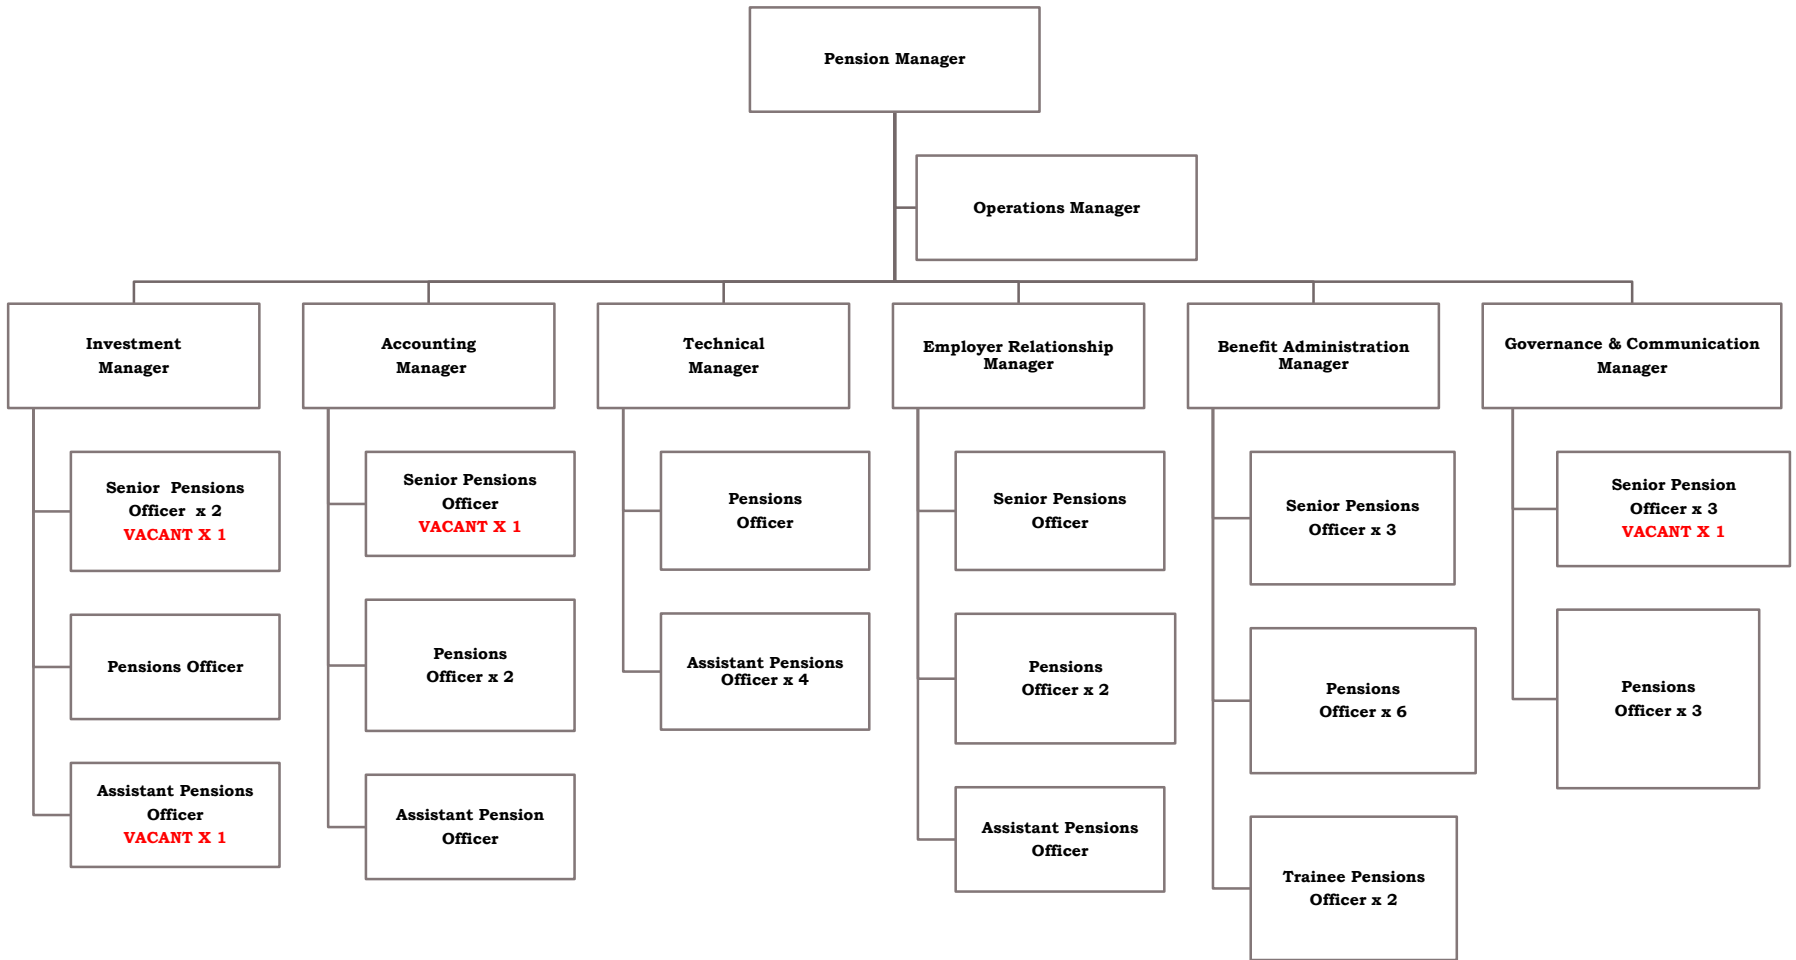 Pension Manager
Operations Manager
Investment
Manager
Accounting
Manager
Technical
Manager
Employer Relationship
Manager
Benefit Administration
Manager
Governance & Communication
Manager
Senior Pensions
Officer x 2
VACANT X 1
Pensions Officer
Assistant Pensions
Officer
VACANT X 1
Senior Pensions
Officer
VACANT X 1
Pensions
Officer x 2
Assistant Pension
Officer
Pensions
Officer
Assistant Pensions
Officer x 4
Senior Pensions
Officer
Pensions
Officer x 2
Assistant Pensions
Officer
Senior Pensions
Officer x 3
Pensions
Officer x 6
Trainee Pensions
Officer x 2
Senior Pension
Officer x 3
VACANT X 1
Pensions
Officer x 3